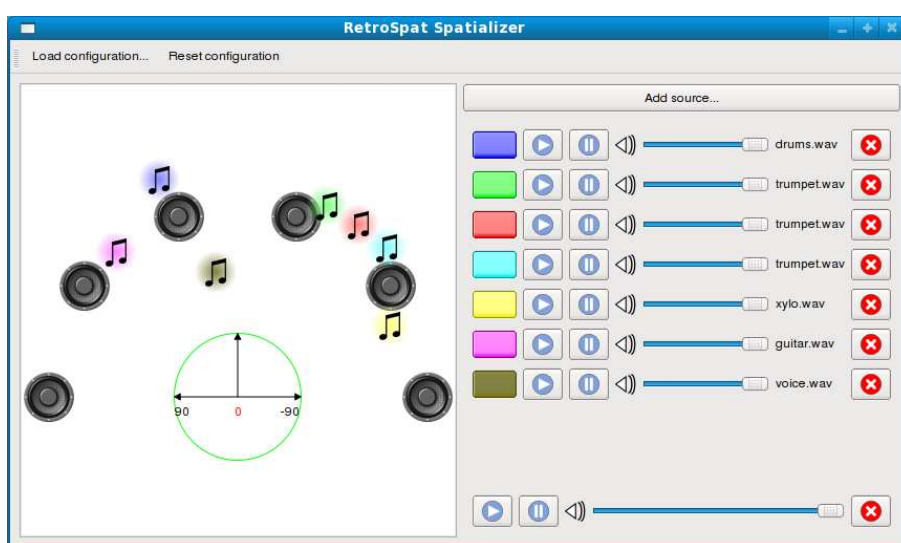 RetroSpat Spatializer
Load configuration... Reset configuration
Add source...
drums.wav
trumpet.wav
trumpet.wav
trumpet.wav
xylo.wav
guitar.wav
voice.wav
90 0 -90